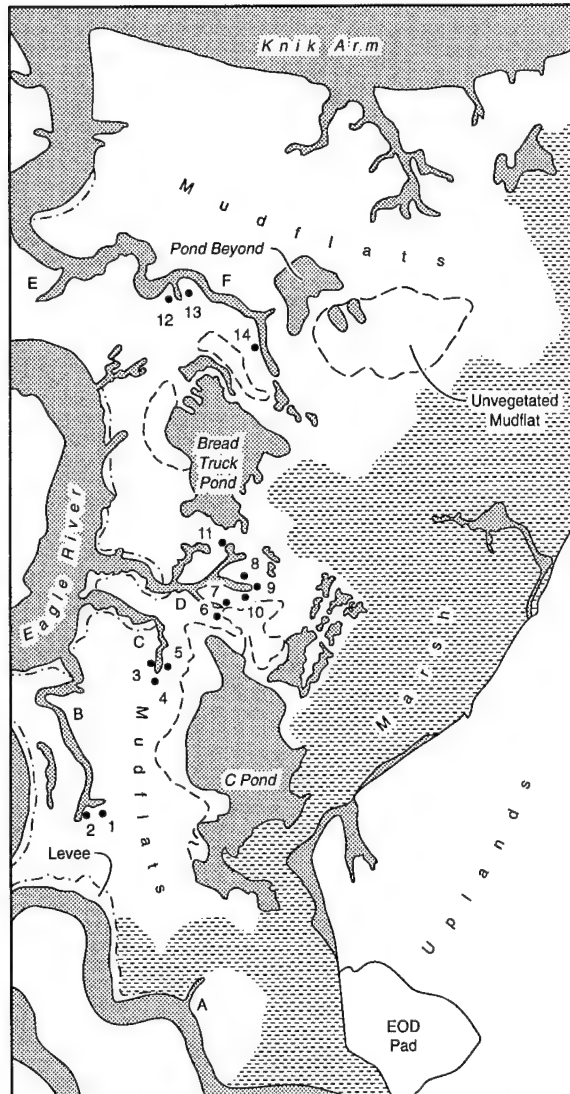 Knik Arm
Mudflats
Pond Beyond
E
F
12
13
14
Unvegetated
Mudflat
Bread
Truck
Pond
Eagle River
11
8
9
7
D
6
10
C
5
3
4
B
Marsh
Mudflats
C Pond
2
1
Levee
Uplands
A
EOD
Pad